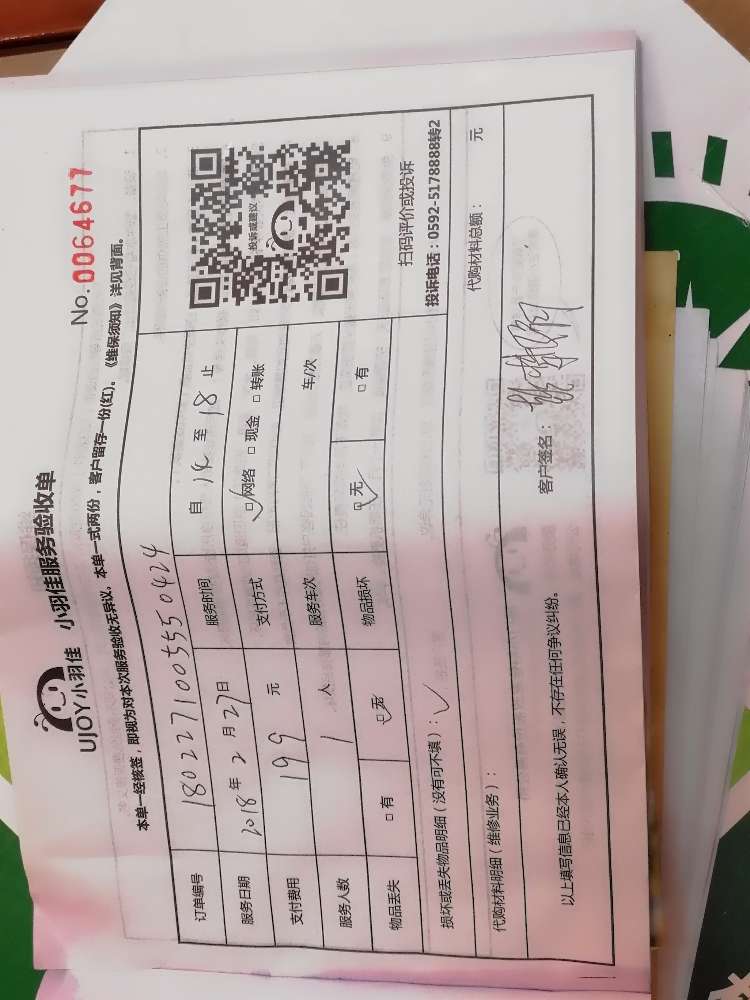 UJOY小羽佳 小羽佳服务验收单
No. 0064677
本单一经核签，即视为对本次服务验收无异议，本单一式两份，客户留存一份(红)。《维保须知》详见背面。
订单编号 1802271005550424
服务日期 2018年2月27日 服务时间 自 14 至 18 止
支付费用 199 元 支付方式 ☑网络 □现金 □转账
服务人数 1 人 服务车次 车/次
物品丢失 □有 ☑无 物品损坏 ☑无 □有
投诉或建议
扫码评价或投诉
投诉电话：0592-5178888转2
损坏或丢失物品明细（没有可不填）：✓
代购材料明细（维修业务）： 代购材料总额： 元
以上填写信息已经本人确认无误，不存在任何争议纠纷。 客户签名：